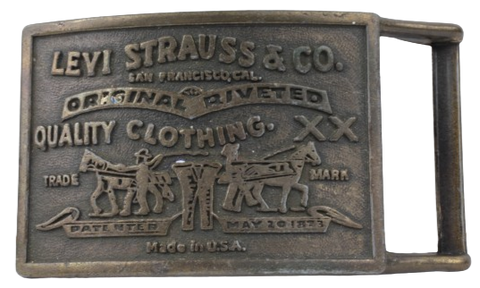 LEVI STRAUSS & CO.
SAN FRANCISCO, CAL.
ORIGINAL RIVETED
QUALITY CLOTHING. XX
TRADE MARK
PATENTED MAY 20 1873
Made in U.S.A.